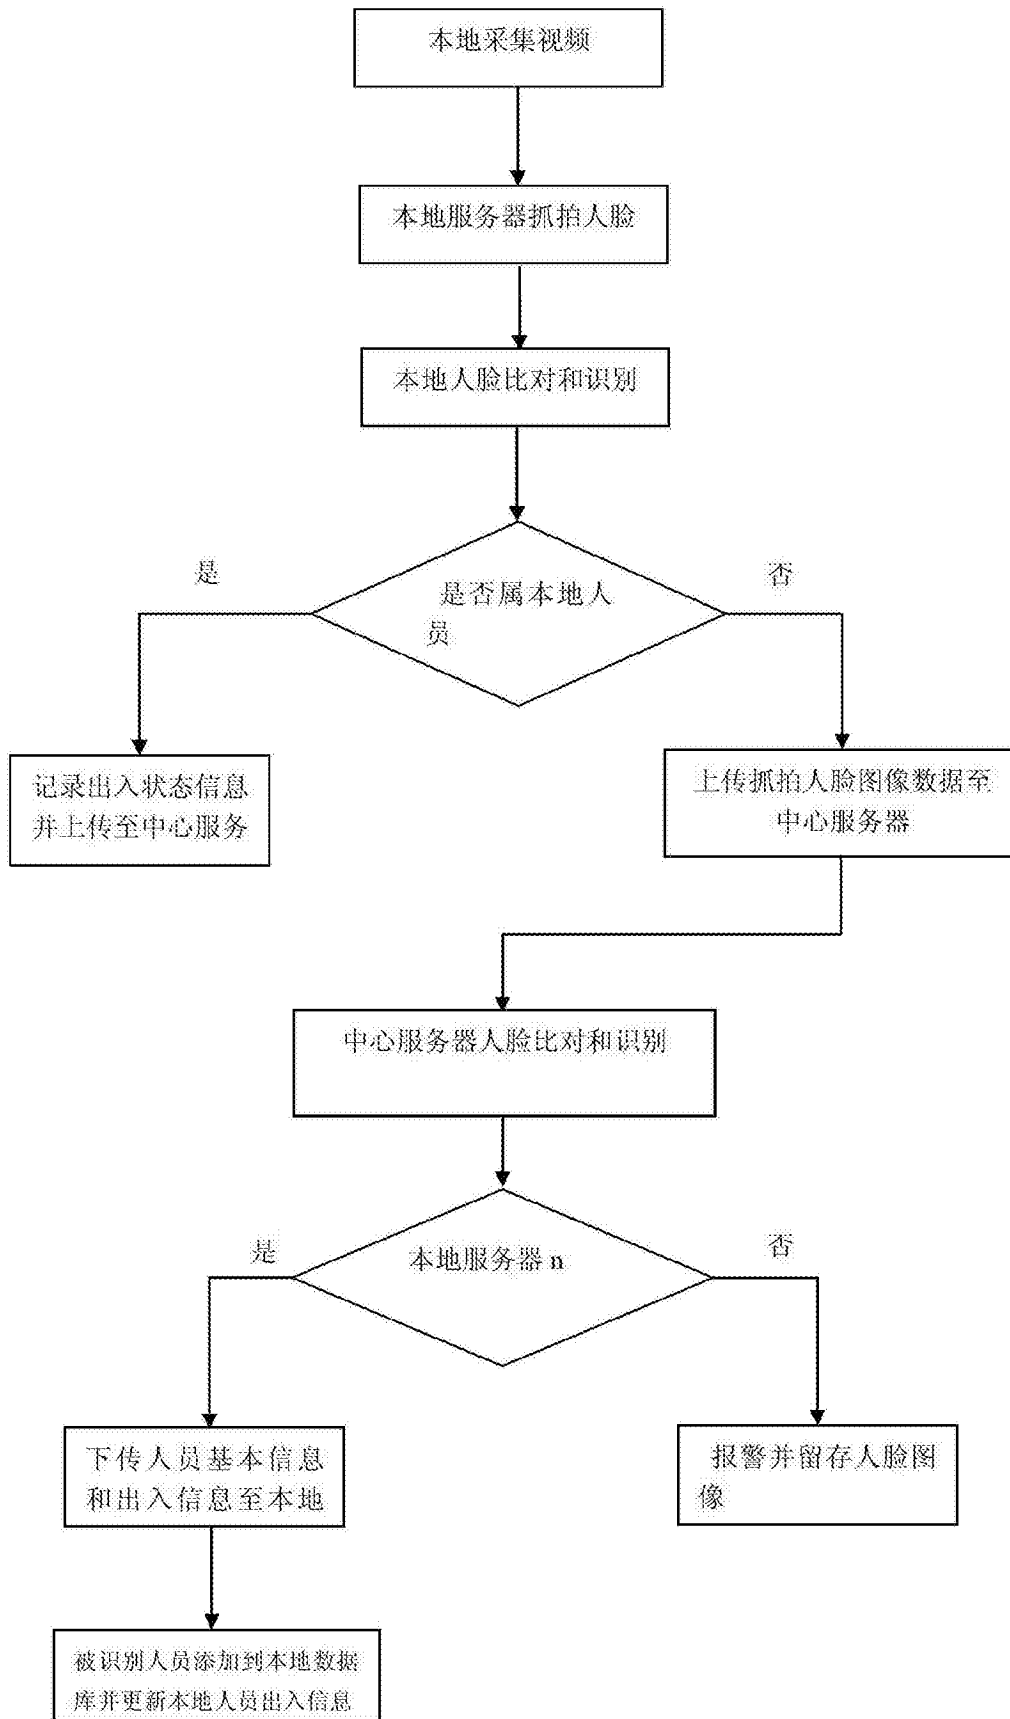 本地采集视频
本地服务器抓拍人脸
本地人脸比对和识别
是
否
是否属本地人
员
记录出入状态信息
并上传至中心服务
上传抓拍人脸图像数据至
中心服务器
中心服务器人脸比对和识别
是
否
本地服务器 n
下传人员基本信息
和出入信息至本地
报警并留存人脸图
像
被识别人员添加到本地数据
库并更新本地人员出入信息